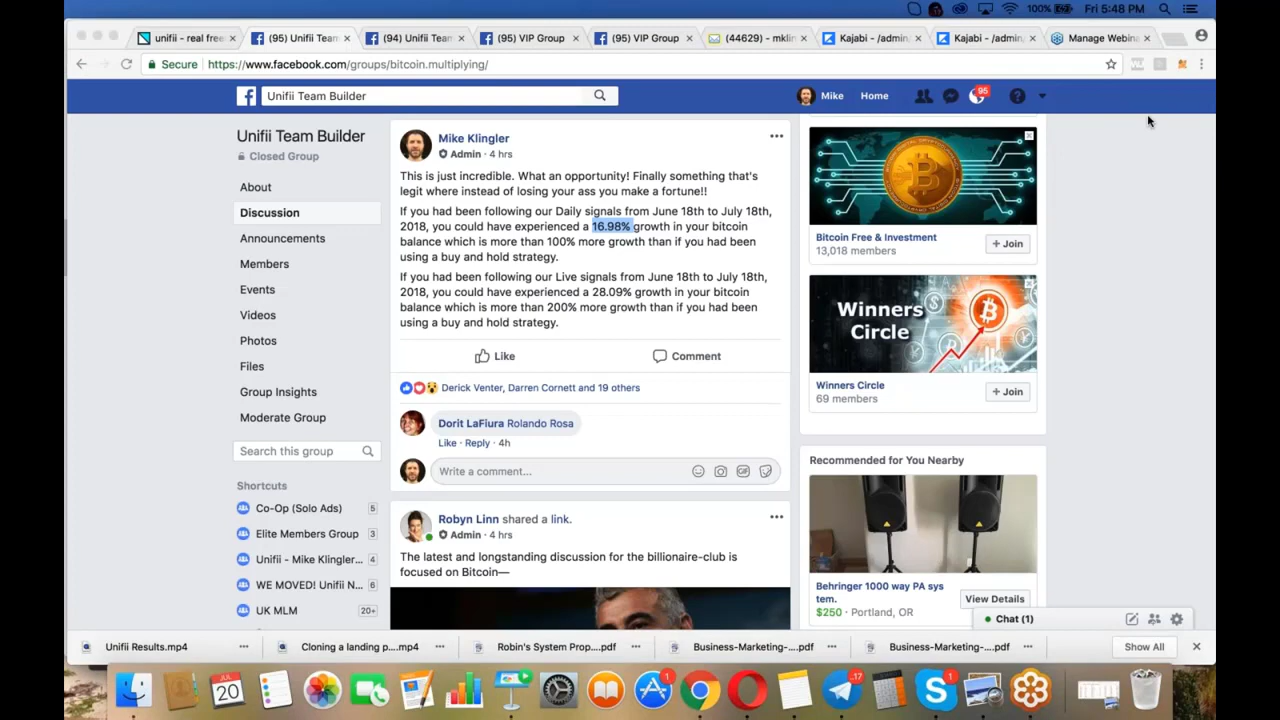 100%
Fri 5:48 PM
unifii - real free
(95) Unifii Team
(94) Unifii Team
(95) VIP Group
(95) VIP Group
(44629) - mklin
Kajabi - /admin
Kajabi - /admin,
Manage Webina
Secure
https://www.facebook.com/groups/bitcoin.multiplying/
Unifii Team Builder
Mike
Home
95
Unifii Team Builder
Closed Group
About
Discussion
Announcements
Members
Events
Videos
Photos
Files
Group Insights
Moderate Group
Search this group
Shortcuts
Co-Op (Solo Ads) 5
Elite Members Group 3
Unifii - Mike Klingler... 4
WE MOVED! Unifii N... 6
UK MLM 20+
Mike Klingler
Admin · 4 hrs
This is just incredible. What an opportunity! Finally something that's
legit where instead of losing your ass you make a fortune!!
If you had been following our Daily signals from June 18th to July 18th,
2018, you could have experienced a 16.98% growth in your bitcoin
balance which is more than 100% more growth than if you had been
using a buy and hold strategy.
If you had been following our Live signals from June 18th to July 18th,
2018, you could have experienced a 28.09% growth in your bitcoin
balance which is more than 200% more growth than if you had been
using a buy and hold strategy.
Like
Comment
Derick Venter, Darren Cornett and 19 others
Dorit LaFiura Rolando Rosa
Like · Reply · 4h
Write a comment...
Robyn Linn shared a link.
Admin · 4 hrs
The latest and longstanding discussion for the billionaire-club is
focused on Bitcoin—
Bitcoin Free & Investment
13,018 members
+ Join
Winners
Circle
Winners Circle
69 members
+ Join
Recommended for You Nearby
Behringer 1000 way PA sys
tem.
$250 · Portland, OR
View Details
Chat (1)
Unifii Results.mp4
Cloning a landing p....mp4
Robin's System Prop....pdf
Business-Marketing-....pdf
Business-Marketing-....pdf
Show All
JUL
20
1
17
1